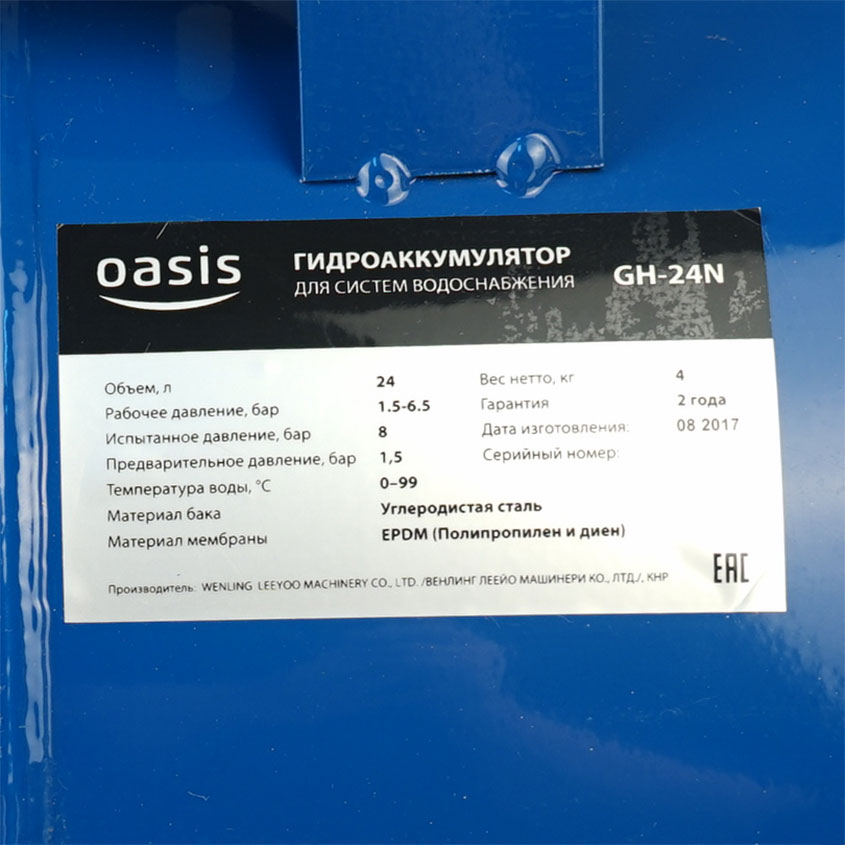 oasis
ГИДРОАККУМУЛЯТОР
ДЛЯ СИСТЕМ ВОДОСНАБЖЕНИЯ
GH-24N
Объем, л 24
Рабочее давление, бар 1.5-6.5
Испытанное давление, бар 8
Предварительное давление, бар 1,5
Температура воды, °С 0–99
Материал бака Углеродистая сталь
Материал мембраны EPDM (Полипропилен и диен)
Вес нетто, кг 4
Гарантия 2 года
Дата изготовления: 08 2017
Серийный номер:
Производитель: WENLING LEEYOO MACHINERY CO., LTD. /ВЕНЛИНГ ЛЕЕЙО МАШИНЕРИ КО., ЛТД./, КНР
EAC